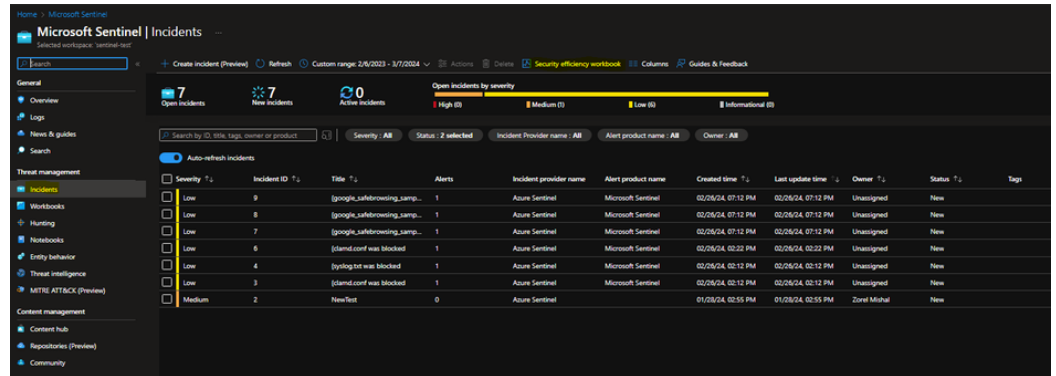 Home > Microsoft Sentinel
Microsoft Sentinel | Incidents ...
Selected workspace: 'sentinel-test'
Search «
+ Create incident (Preview) Refresh Custom range: 2/6/2023 - 3/7/2024 Actions Delete Security efficiency workbook Columns Guides & Feedback
General
Overview
Logs
News & guides
Search
Threat management
Incidents
Workbooks
Hunting
Notebooks
Entity behavior
Threat intelligence
MITRE ATT&CK (Preview)
Content management
Content hub
Repositories (Preview)
Community
7 Open incidents
7 New incidents
0 Active incidents
Open incidents by severity
High (0) Medium (1) Low (6) Informational (0)
Search by ID, title, tags, owner or product Severity : All Status : 2 selected Incident Provider name : All Alert product name : All Owner : All
Auto-refresh incidents
Severity ↑↓ Incident ID ↑↓ Title ↑↓ Alerts Incident provider name Alert product name Created time ↑↓ Last update time ↑↓ Owner ↑↓ Status ↑↓ Tags
Low 9 [google_safebrowsing_samp... 1 Azure Sentinel Microsoft Sentinel 02/26/24, 07:12 PM 02/26/24, 07:12 PM Unassigned New
Low 8 [google_safebrowsing_samp... 1 Azure Sentinel Microsoft Sentinel 02/26/24, 07:12 PM 02/26/24, 07:12 PM Unassigned New
Low 7 [google_safebrowsing_samp... 1 Azure Sentinel Microsoft Sentinel 02/26/24, 07:12 PM 02/26/24, 07:12 PM Unassigned New
Low 6 [clamd.conf was blocked 1 Azure Sentinel Microsoft Sentinel 02/26/24, 02:22 PM 02/26/24, 02:22 PM Unassigned New
Low 4 [syslog.txt was blocked 1 Azure Sentinel Microsoft Sentinel 02/26/24, 02:12 PM 02/26/24, 02:12 PM Unassigned New
Low 3 [clamd.conf was blocked 1 Azure Sentinel Microsoft Sentinel 02/26/24, 02:12 PM 02/26/24, 02:12 PM Unassigned New
Medium 2 NewTest 0 Azure Sentinel 01/28/24, 02:55 PM 01/28/24, 02:55 PM Zorel Mishal New